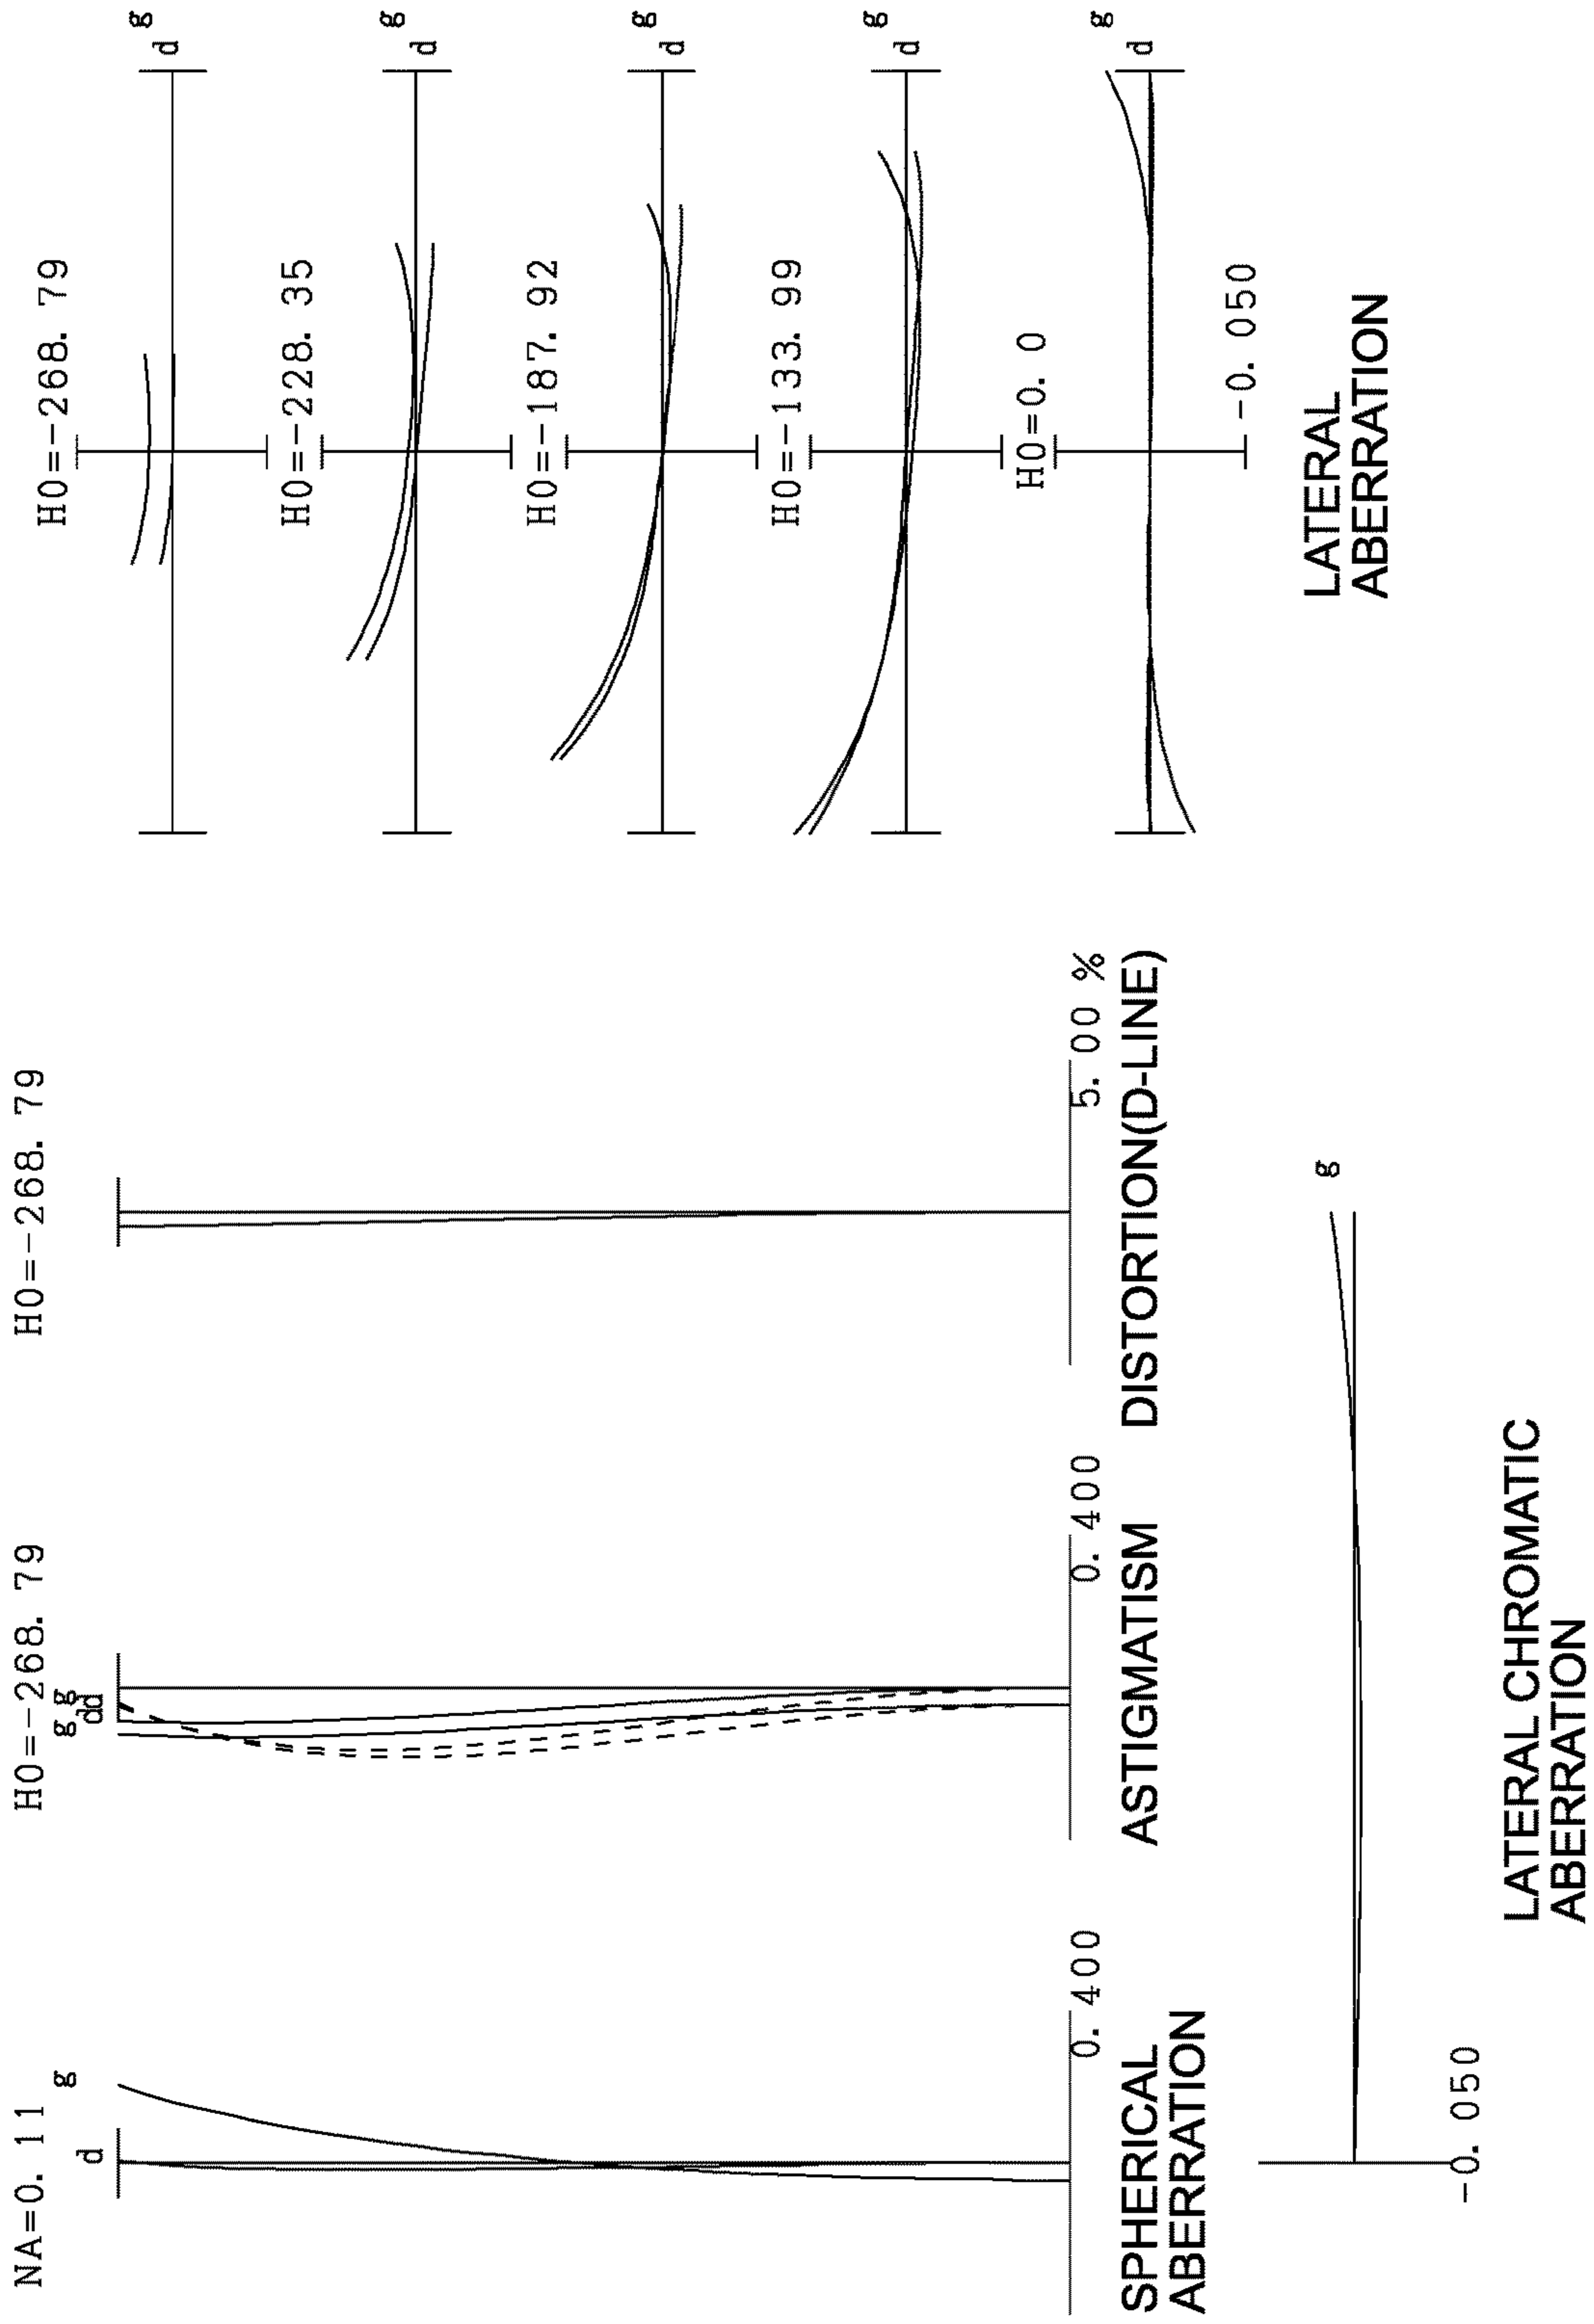 NA=0. 11
d
g
0. 400
SPHERICAL
ABERRATION
H0=-268. 79
g
d
d
g
0. 400
ASTIGMATISM
H0=-268. 79
5. 00 %
DISTORTION(D-LINE)
g
-0. 050
LATERAL CHROMATIC
ABERRATION
H0=-268. 79
g
d
H0=-228. 35
g
d
H0=-187. 92
g
d
H0=-133. 99
g
d
H0=0. 0
g
d
-0. 050
LATERAL
ABERRATION